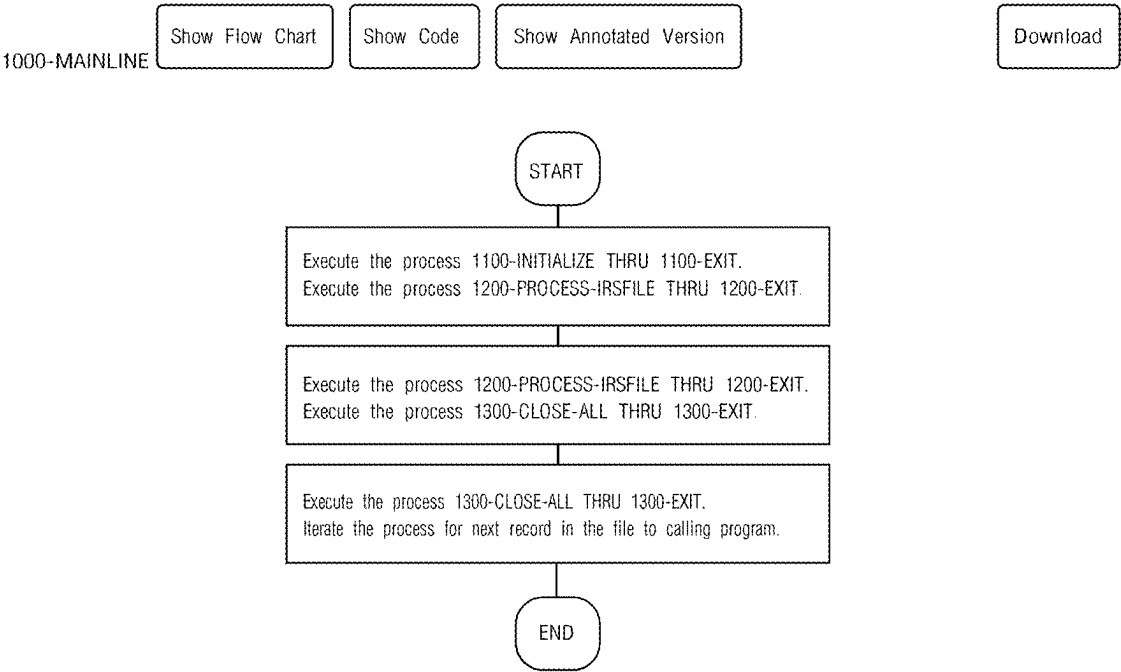 1000-MAINLINE Show Flow Chart Show Code Show Annotated Version Download
START
Execute the process 1100-INITIALIZE THRU 1100-EXIT.
Execute the process 1200-PROCESS-IRSFILE THRU 1200-EXIT.
Execute the process 1200-PROCESS-IRSFILE THRU 1200-EXIT.
Execute the process 1300-CLOSE-ALL THRU 1300-EXIT.
Execute the process 1300-CLOSE-ALL THRU 1300-EXIT.
Iterate the process for next record in the file to calling program.
END